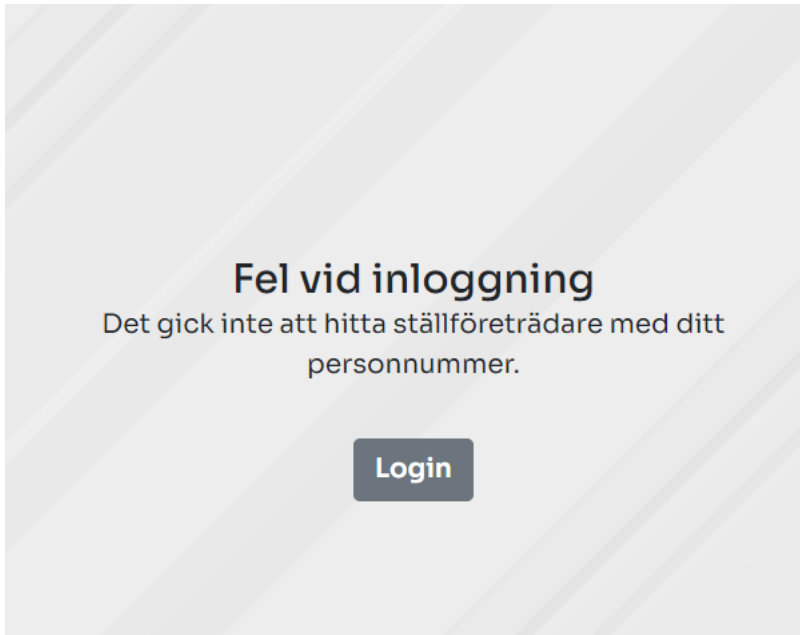 Fel vid inloggning
Det gick inte att hitta ställföreträdare med ditt
personnummer.
Login